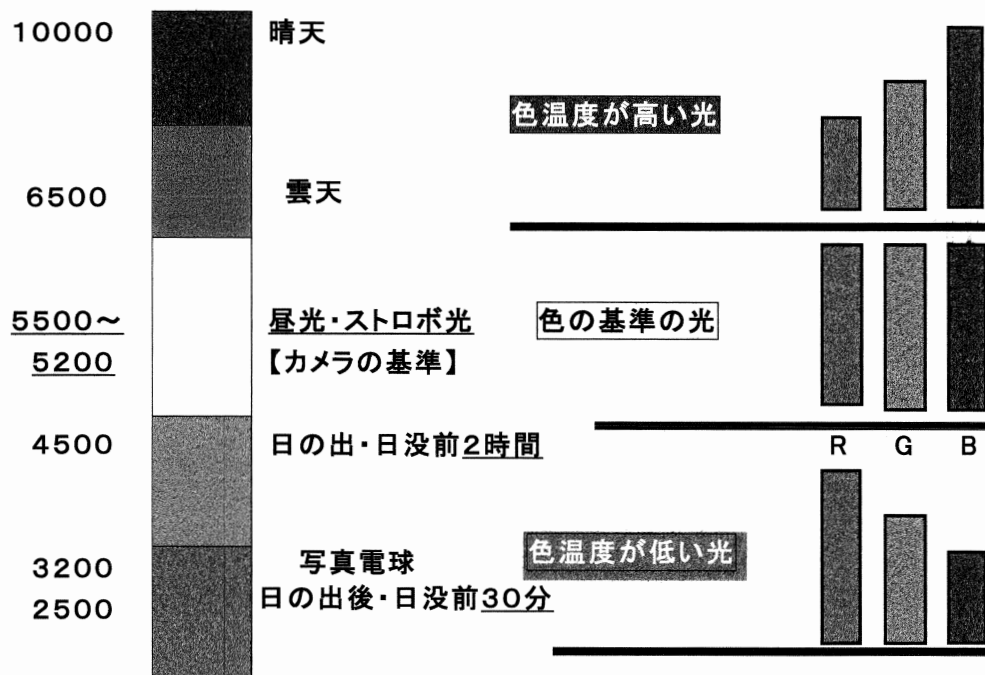 10000 晴天
色温度が高い光
6500 雲天
5500～ 昼光・ストロボ光 色の基準の光
5200 【カメラの基準】
4500 日の出・日没前2時間
R G B
3200 写真電球 色温度が低い光
2500 日の出後・日没前30分